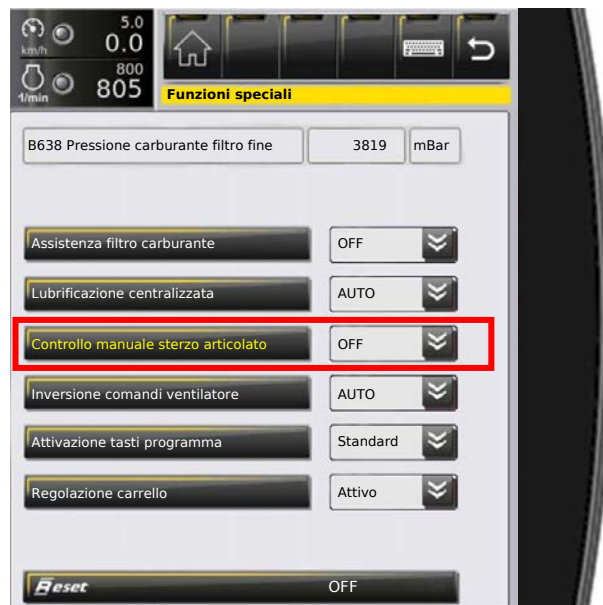 km/h
5.0
0.0
1/min
800
805
Funzioni speciali
B638 Pressione carburante filtro fine 3819 mBar
Assistenza filtro carburante OFF
Lubrificazione centralizzata AUTO
Controllo manuale sterzo articolato OFF
Inversione comandi ventilatore AUTO
Attivazione tasti programma Standard
Regolazione carrello Attivo
Reset OFF